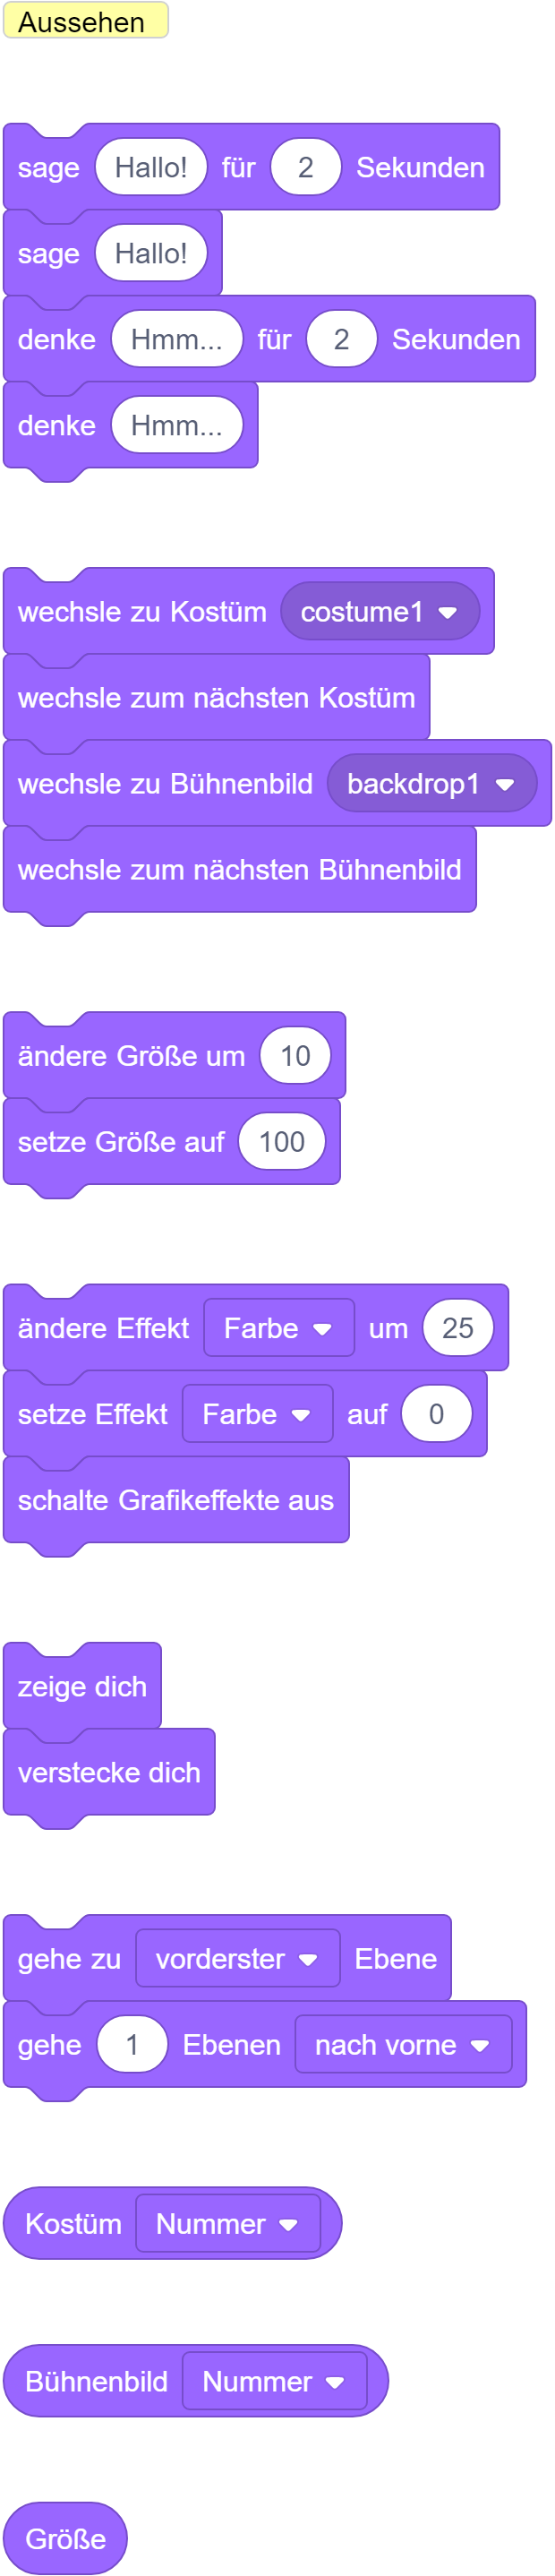 Aussehen
sage Hallo! für 2 Sekunden
sage Hallo!
denke Hmm... für 2 Sekunden
denke Hmm...
wechsle zu Kostüm costume1
wechsle zum nächsten Kostüm
wechsle zu Bühnenbild backdrop1
wechsle zum nächsten Bühnenbild
ändere Größe um 10
setze Größe auf 100
ändere Effekt Farbe um 25
setze Effekt Farbe auf 0
schalte Grafikeffekte aus
zeige dich
verstecke dich
gehe zu vorderster Ebene
gehe 1 Ebenen nach vorne
Kostüm Nummer
Bühnenbild Nummer
Größe